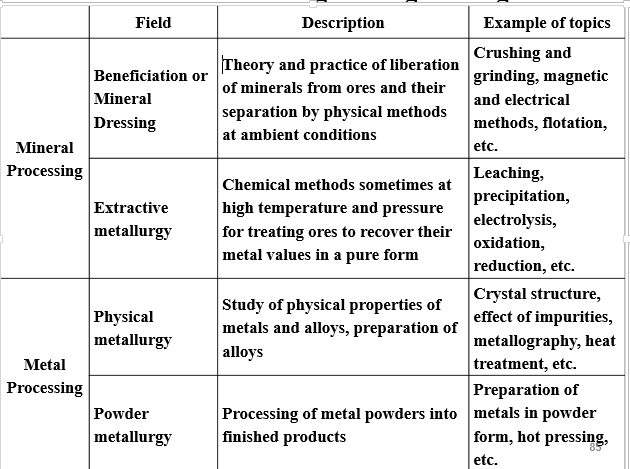 Field
Description
Example of topics
Mineral
Processing
Beneficiation or
Mineral
Dressing
Theory and practice of liberation
of minerals from ores and their
separation by physical methods
at ambient conditions
Crushing and
grinding, magnetic
and electrical
methods, flotation,
etc.
Extractive
metallurgy
Chemical methods sometimes at
high temperature and pressure
for treating ores to recover their
metal values in a pure form
Leaching,
precipitation,
electrolysis,
oxidation,
reduction, etc.
Metal
Processing
Physical
metallurgy
Study of physical properties of
metals and alloys, preparation of
alloys
Crystal structure,
effect of impurities,
metallography, heat
treatment, etc.
Powder
metallurgy
Processing of metal powders into
finished products
Preparation of
metals in powder
form, hot pressing,
etc.